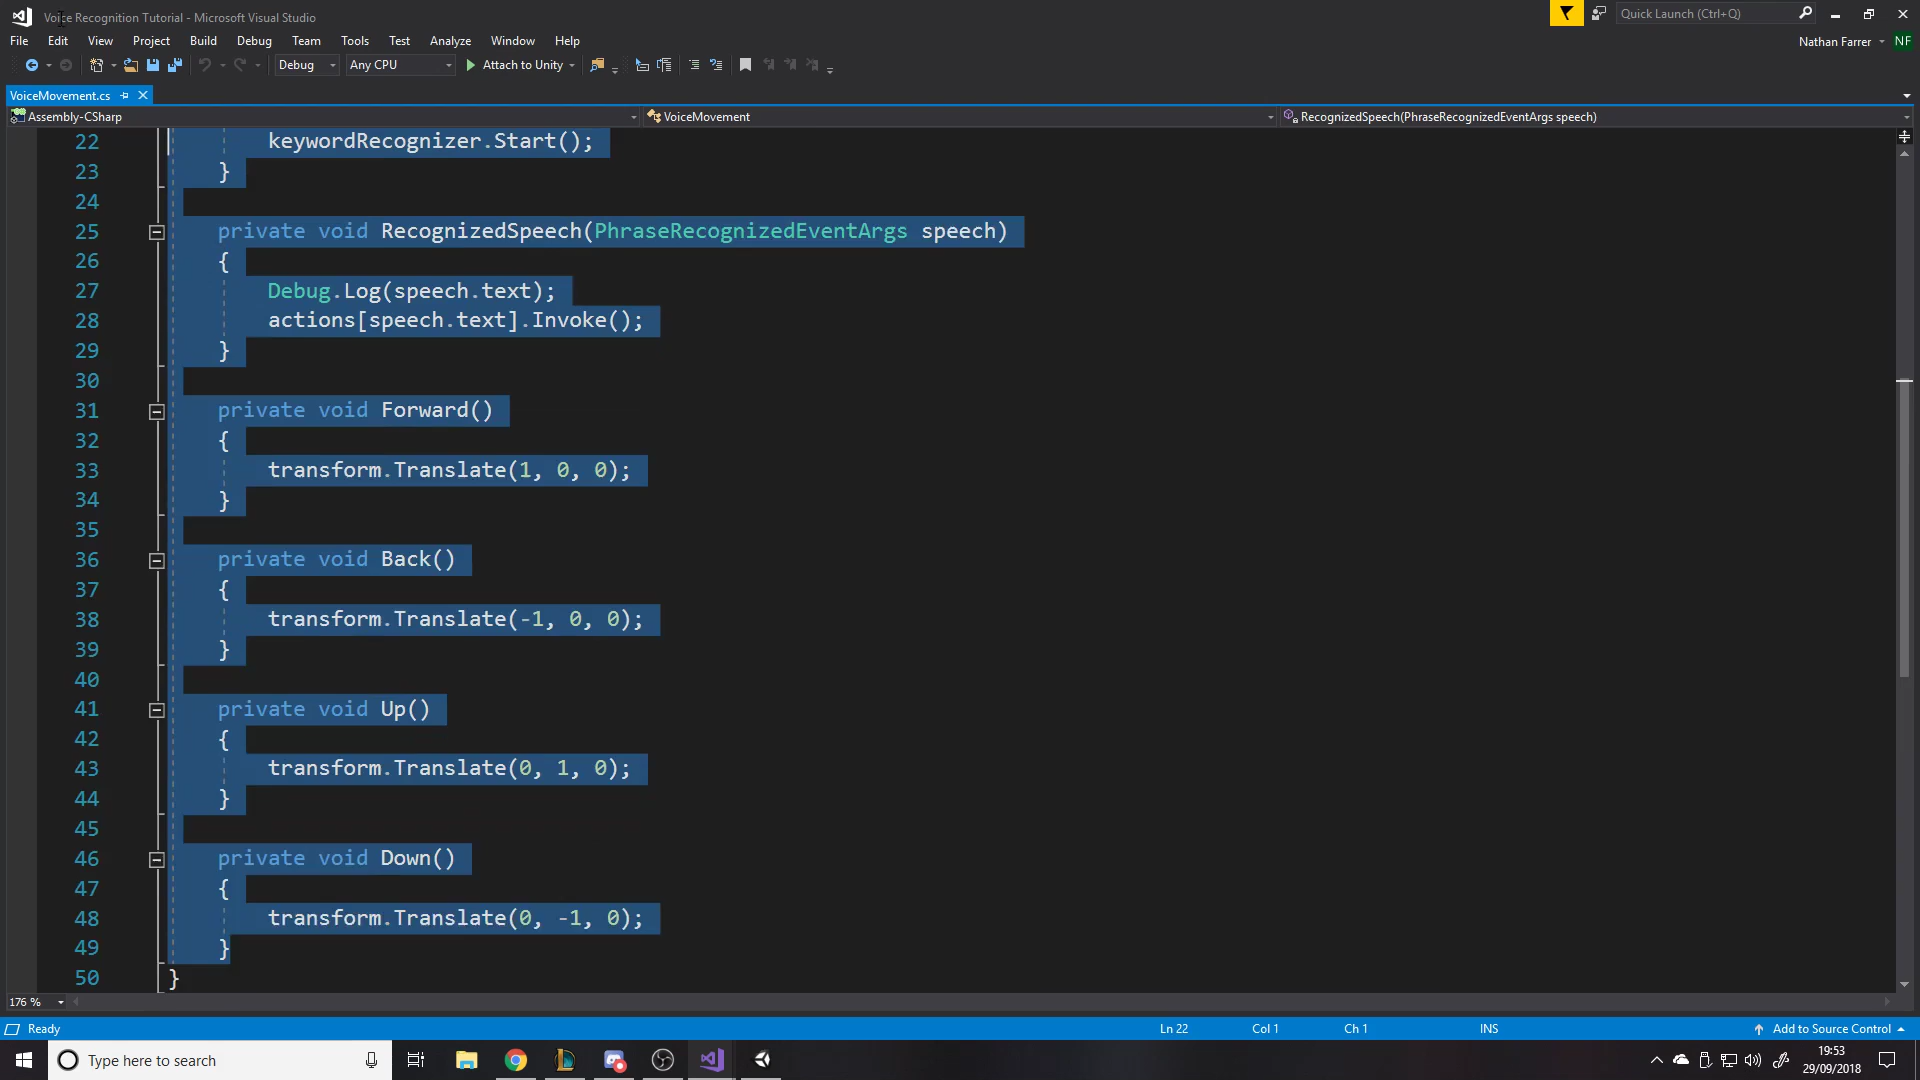 Voice Recognition Tutorial - Microsoft Visual Studio
Quick Launch (Ctrl+Q)
File Edit View Project Build Debug Team Tools Test Analyze Window Help
Nathan Farrer NF
Debug Any CPU Attach to Unity
VoiceMovement.cs
Assembly-CSharp VoiceMovement RecognizedSpeech(PhraseRecognizedEventArgs speech)
22 keywordRecognizer.Start();
23 }
24
25 private void RecognizedSpeech(PhraseRecognizedEventArgs speech)
26 {
27 Debug.Log(speech.text);
28 actions[speech.text].Invoke();
29 }
30
31 private void Forward()
32 {
33 transform.Translate(1, 0, 0);
34 }
35
36 private void Back()
37 {
38 transform.Translate(-1, 0, 0);
39 }
40
41 private void Up()
42 {
43 transform.Translate(0, 1, 0);
44 }
45
46 private void Down()
47 {
48 transform.Translate(0, -1, 0);
49 }
50 }
176 %
Ready Ln 22 Col 1 Ch 1 INS Add to Source Control
Type here to search
19:53
29/09/2018